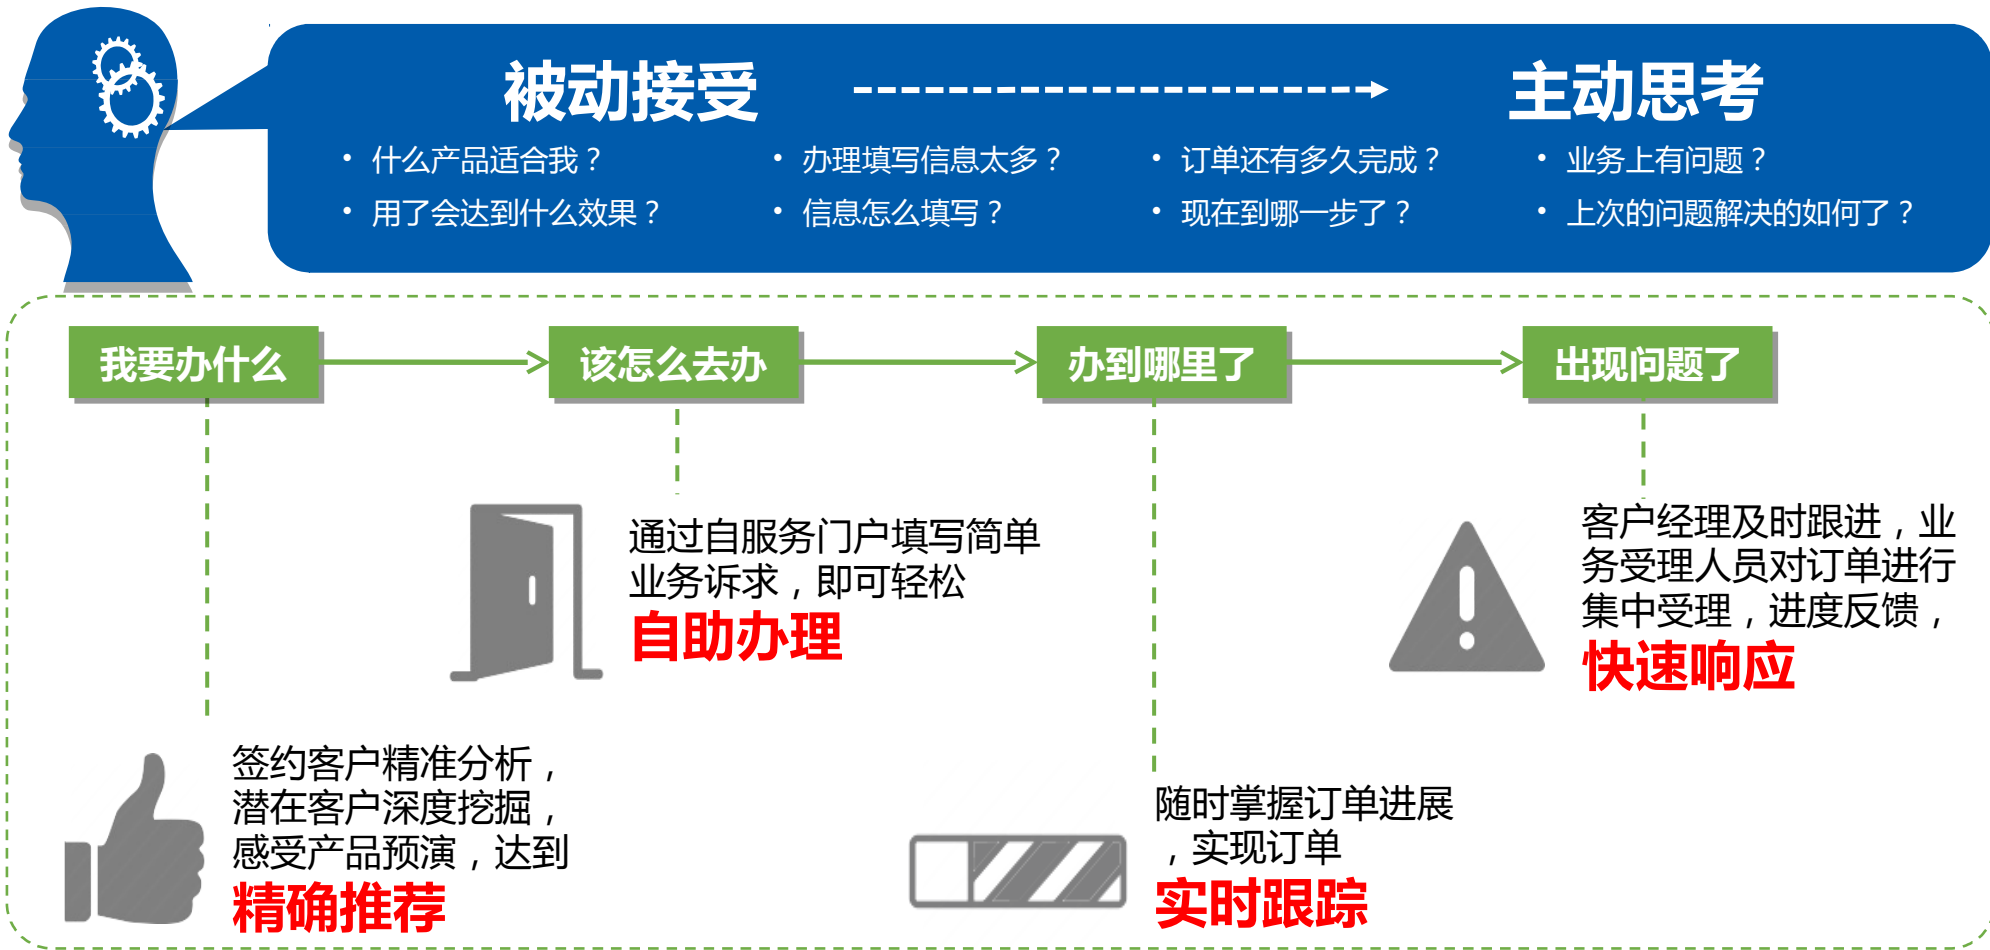 被动接受
主动思考
• 什么产品适合我？
• 用了会达到什么效果？
• 办理填写信息太多？
• 信息怎么填写？
• 订单还有多久完成？
• 现在到哪一步了？
• 业务上有问题？
• 上次的问题解决的如何了？
我要办什么
该怎么去办
办到哪里了
出现问题了
签约客户精准分析，
潜在客户深度挖掘，
感受产品预演，达到
精确推荐
通过自服务门户填写简单
业务诉求，即可轻松
自助办理
随时掌握订单进展
，实现订单
实时跟踪
客户经理及时跟进，业
务受理人员对订单进行
集中受理，进度反馈，
快速响应